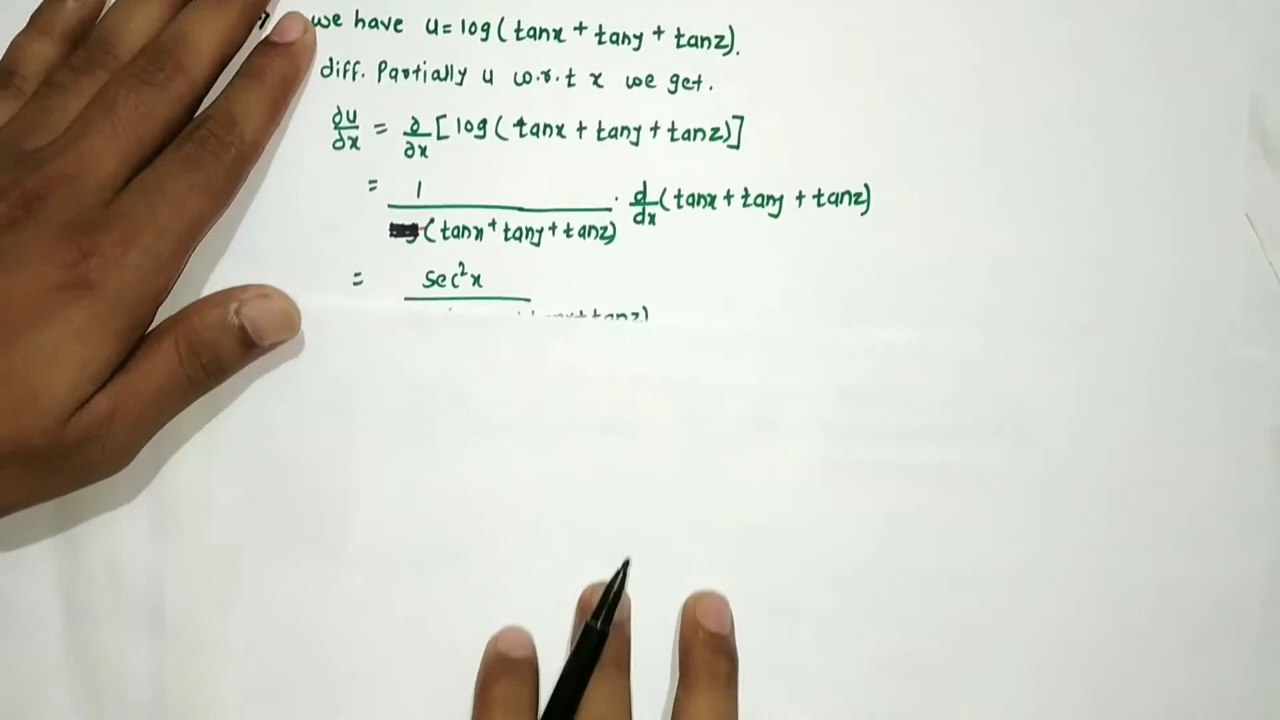 we have u= log( tanx + tany + tanz).
diff. Partially u w.r.t x we get.
∂u/∂x = ∂/∂x [ log( tanx + tany + tanz)]
= 1/(tanx + tany + tanz) · d/dx (tanx + tany + tanz)
= sec²x
tanz)